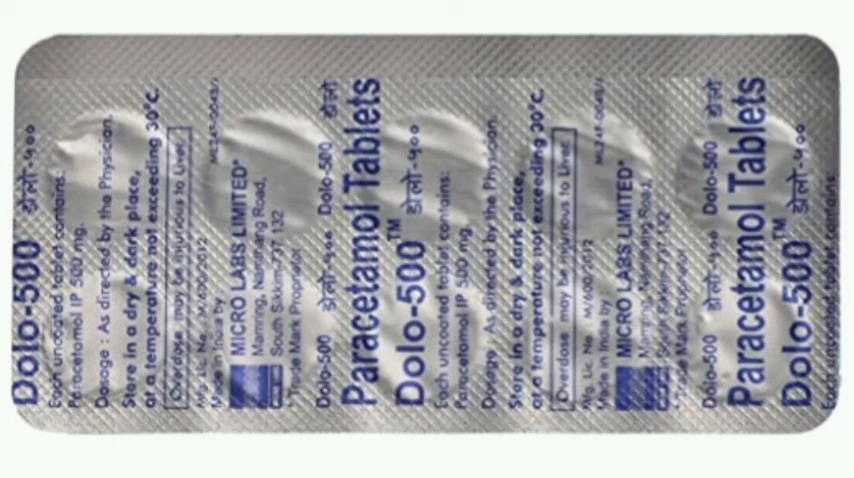 Dolo-500 डोलो-५००
Each uncoated tablet contains:
Paracetamol IP 500 mg.
Dosage : As directed by the Physician.
Store in a dry & dark place,
at a temperature not exceeding 30°C.
Overdose may be injurious to Liver.
Mfg. Lic. No.: M/600/2012
Made in India by
MICRO LABS LIMITED*
Mamring, Namthang Road,
South Sikkim-737 132
*Trade Mark Proprietor
Dolo-500 डोलो-५०० Dolo-500 डोलो
Paracetamol Tablets
Dolo-500™ डोलो-५००
Each uncoated tablet contains:
Paracetamol IP 500 mg.
Dosage : As directed by the Physician.
Store in a dry & dark place,
at a temperature not exceeding 30°C.
Overdose may be injurious to Liver.
Mfg. Lic. No.: M/600/2012
Made in India by
MICRO LABS LIMITED*
Mamring, Namthang Road,
South Sikkim-737 132
*Trade Mark Proprietor
Dolo-500 डोलो-५०० Dolo-500 डोलो
Paracetamol Tablets
Dolo-500™ डोलो-५००
Each uncoated tablet contains: